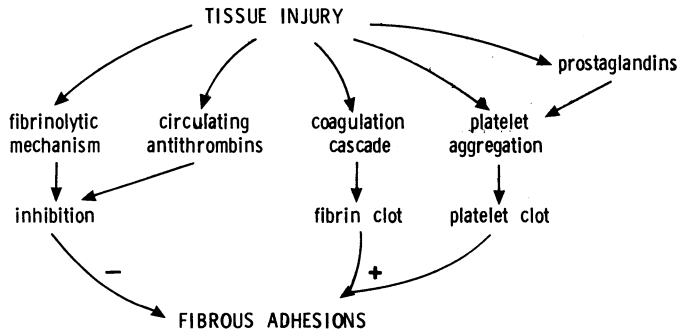 TISSUE INJURY
prostaglandins
fibrinolytic
mechanism
circulating
antithrombins
coagulation
cascade
platelet
aggregation
inhibition
fibrin clot
platelet clot
−
+
FIBROUS ADHESIONS